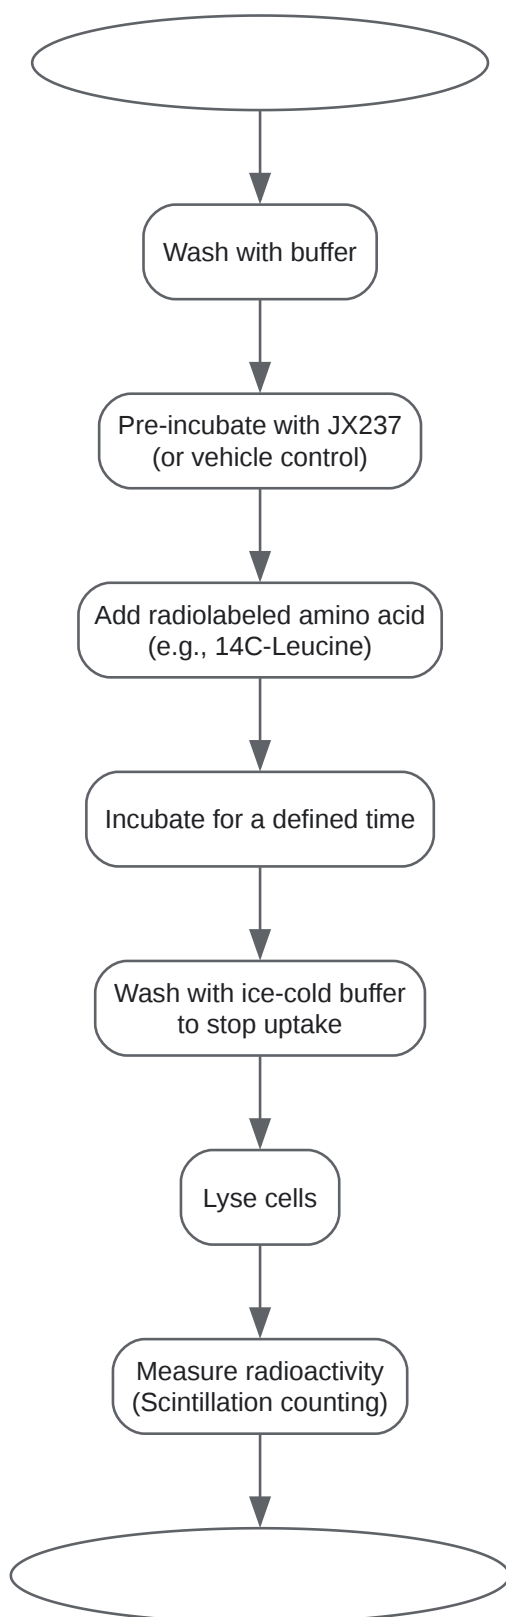 Wash with buffer
Pre-incubate with JX237
(or vehicle control)
Add radiolabeled amino acid
(e.g., 14C-Leucine)
Incubate for a defined time
Wash with ice-cold buffer
to stop uptake
Lyse cells
Measure radioactivity
(Scintillation counting)